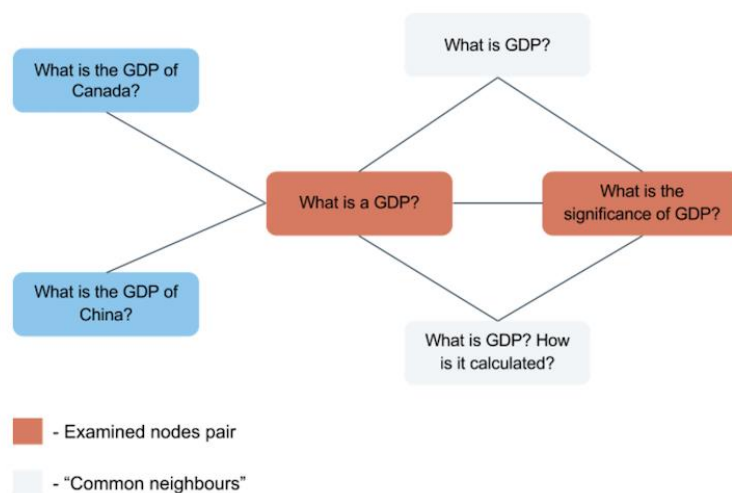 What is GDP?
What is the GDP of
Canada?
What is a GDP?
What is the
significance of GDP?
What is the GDP of
China?
What is GDP? How
is it calculated?
- Examined nodes pair
- “Common neighbours”